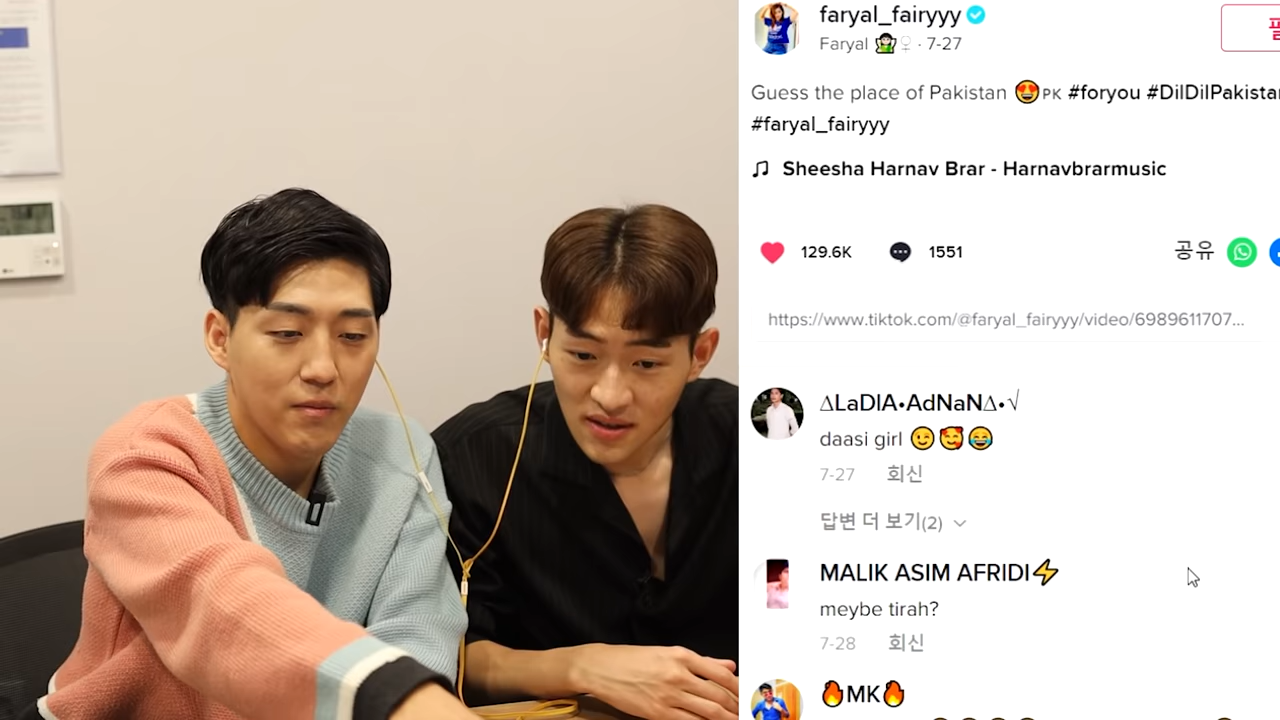 faryal_fairyyy
Faryal 🧝🏻‍♀ · 7-27
Guess the place of Pakistan 😍PK #foryou #DilDilPakista
#faryal_fairyyy
Sheesha Harnav Brar - Harnavbrarmusic
129.6K 1551 공유
https://www.tiktok.com/@faryal_fairyyy/video/6989611707...
∆LaDIA•AdNaN∆•√
daasi girl 😉🥰😂
7-27 회신
답변 더 보기(2)
MALIK ASIM AFRIDI⚡
meybe tirah?
7-28 회신
🔥MK🔥